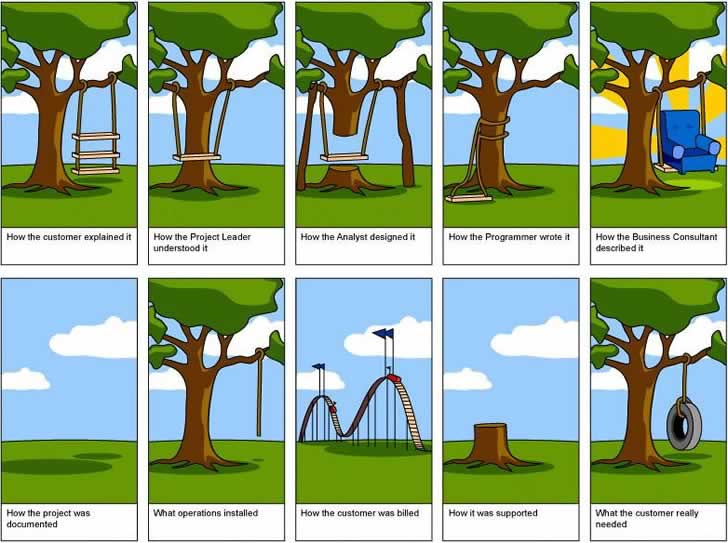 How the customer explained it
How the Project Leader
understood it
How the Analyst designed it
How the Programmer wrote it
How the Business Consultant
described it
How the project was
documented
What operations installed
How the customer was billed
How it was supported
What the customer really
needed